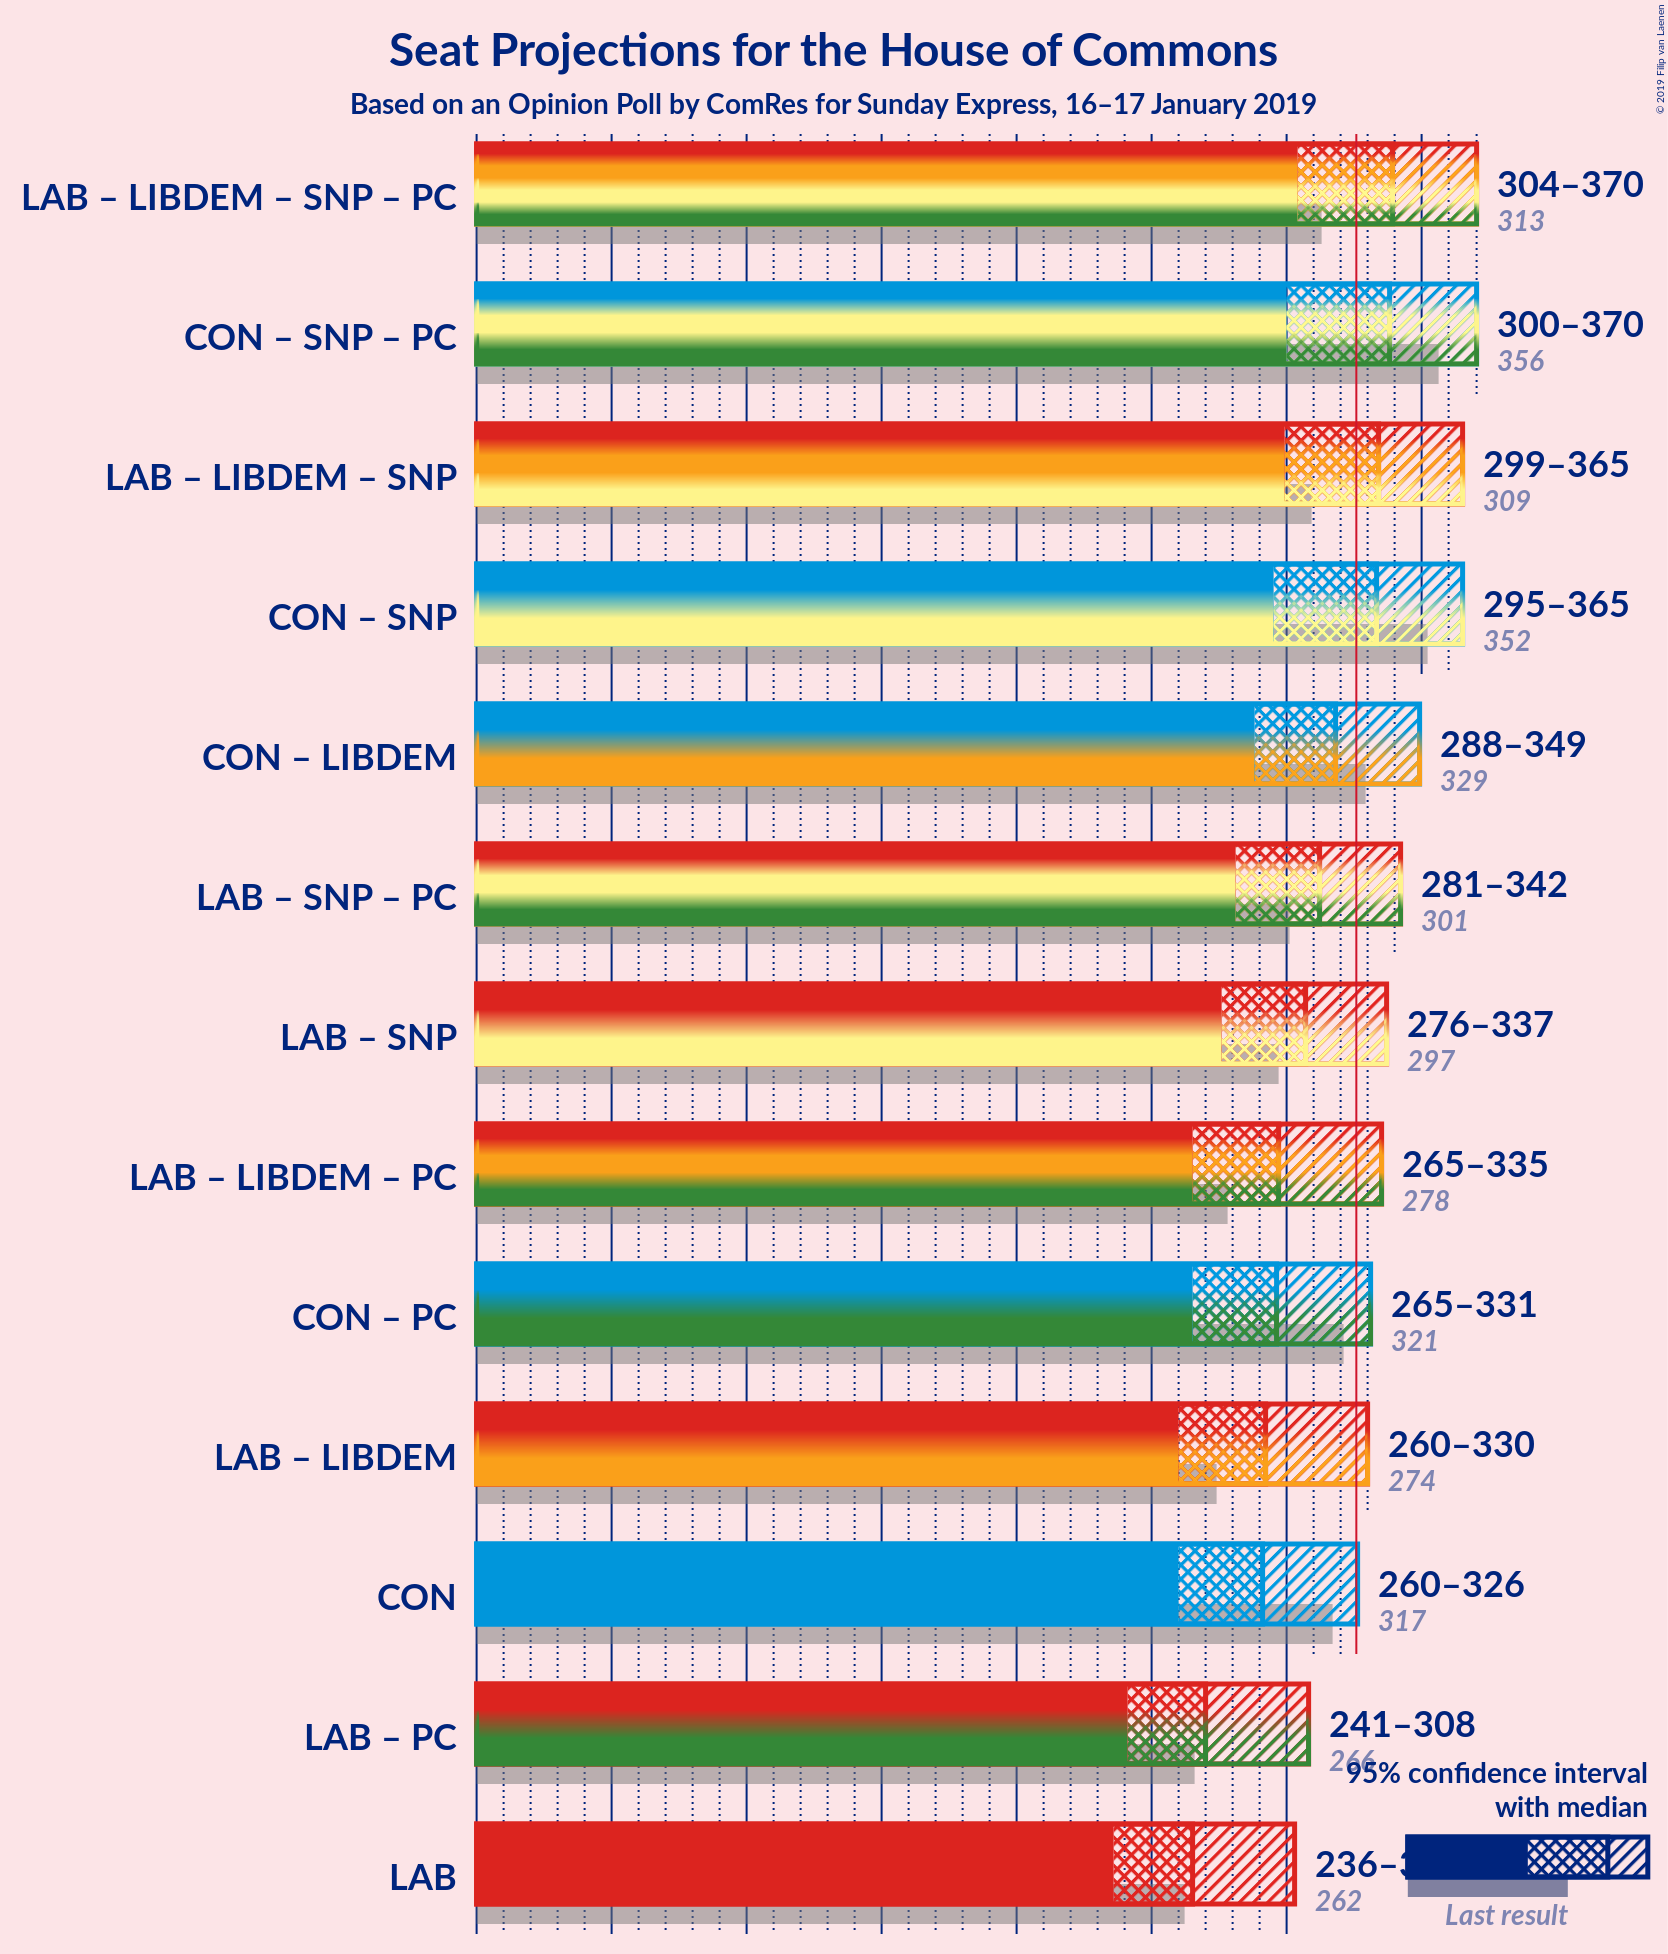 © 2019 Filip van Laenen
Seat Projections for the House of Commons
Based on an Opinion Poll by ComRes for Sunday Express, 16–17 January 2019
LAB – LIBDEM – SNP – PC
304–370
313
CON – SNP – PC
300–370
356
LAB – LIBDEM – SNP
299–365
309
CON – SNP
295–365
352
CON – LIBDEM
288–349
329
LAB – SNP – PC
281–342
301
LAB – SNP
276–337
297
LAB – LIBDEM – PC
265–335
278
CON – PC
265–331
321
LAB – LIBDEM
260–330
274
CON
260–326
317
LAB – PC
241–308
266
95% confidence interval
with median
LAB
236–
262
Last result